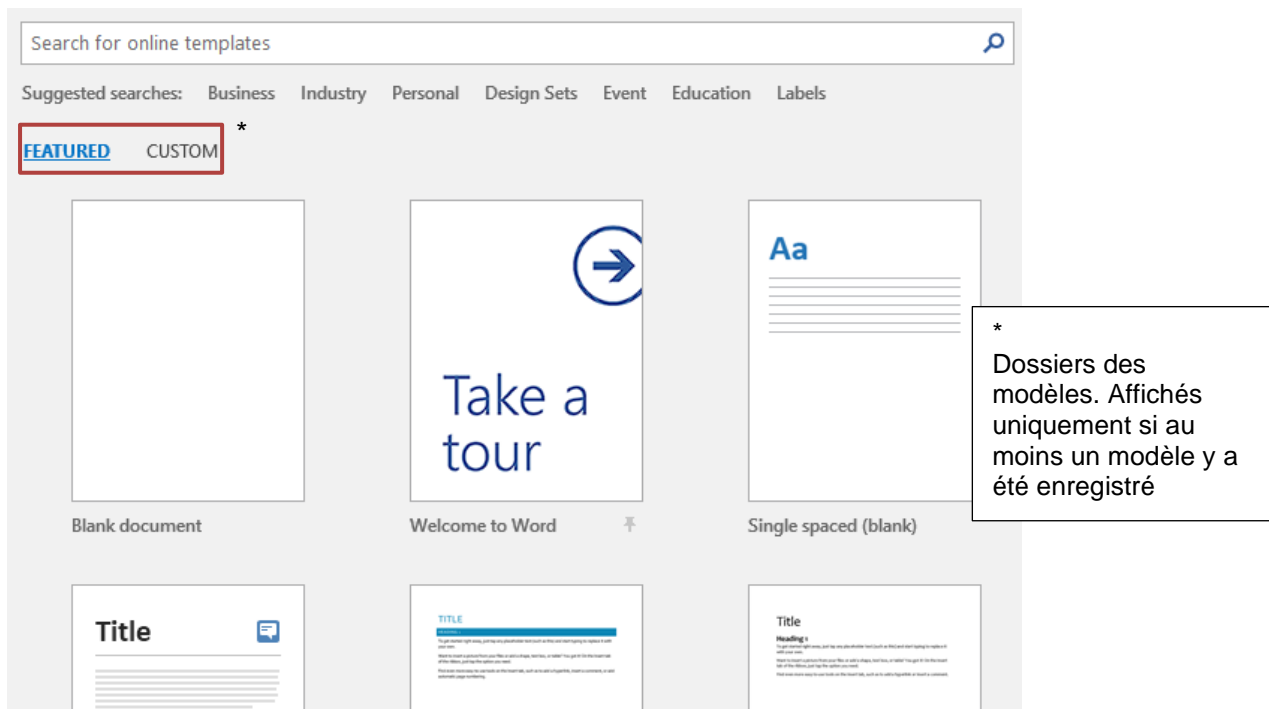 Search for online templates
Suggested searches: Business Industry Personal Design Sets Event Education Labels
*
FEATURED CUSTOM
Aa
Take a
tour
*
Dossiers des
modèles. Affichés
uniquement si au
moins un modèle y a
été enregistré
Blank document
Welcome to Word
Single spaced (blank)
Title
TITLE
HEADING 1
Title
Heading 1